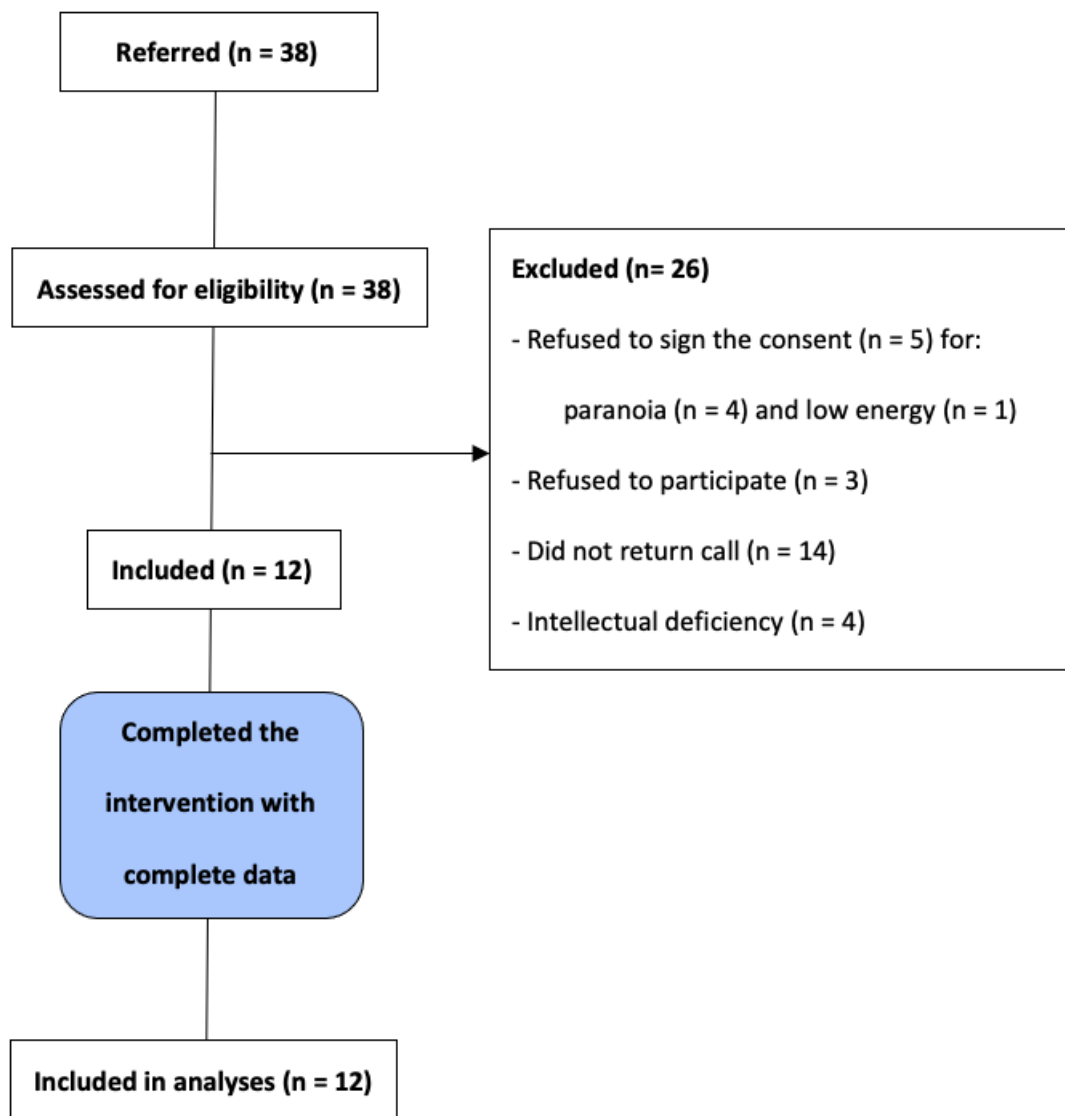 Referred (n = 38)
Assessed for eligibility (n = 38)
Excluded (n= 26)
- Refused to sign the consent (n = 5) for:
paranoia (n = 4) and low energy (n = 1)
- Refused to participate (n = 3)
- Did not return call (n = 14)
- Intellectual deficiency (n = 4)
Included (n = 12)
Completed the
intervention with
complete data
Included in analyses (n = 12)